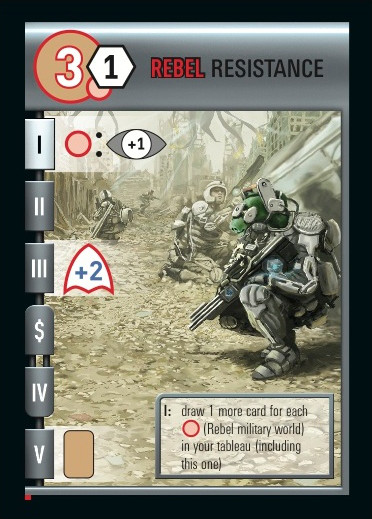 3 1 REBEL RESISTANCE
I : +1
II
III +2
$
IV
V
I: draw 1 more card for each
(Rebel military world)
in your tableau (including
this one)